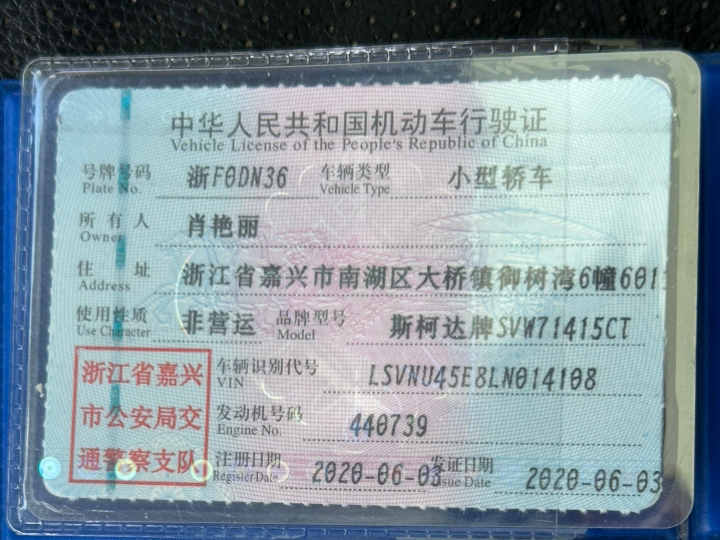 中华人民共和国机动车行驶证
Vehicle License of the People's Republic of China
号牌号码 浙F0DN36 车辆类型 小型轿车
Plate No. Vehicle Type
所有人 肖艳丽
Owner
住址 浙江省嘉兴市南湖区大桥镇御树湾6幢601
Address
使用性质 非营运 品牌型号 斯柯达牌SVW71415CT
Use Character Model
浙江省嘉兴
市公安局交
通警察支队
车辆识别代号 LSVNU45E8LN014108
VIN
发动机号码 440739
Engine No.
注册日期 2020-06-03 发证日期 2020-06-03
Register Date Issue Date